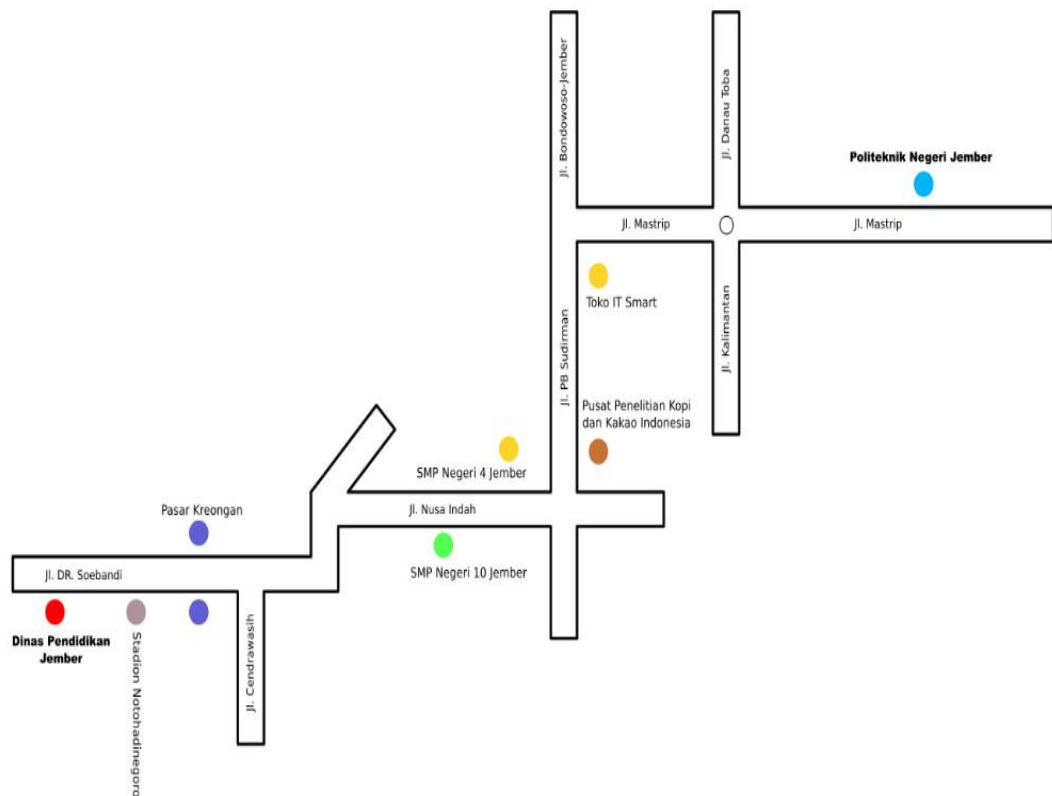 Jl. Bondowoso-Jember
Jl. Danau Toba
Politeknik Negeri Jember
Jl. Mastrip
Jl. Mastrip
Toko IT Smart
Jl. PB Sudirman
Jl. Kalimantan
Pusat Penelitian Kopi
dan Kakao Indonesia
SMP Negeri 4 Jember
Pasar Kreongan
Jl. Nusa Indah
SMP Negeri 10 Jember
Jl. DR. Soebandi
Dinas Pendidikan
Jember
Stadion Notohadinegoro
Jl. Cendrawasih